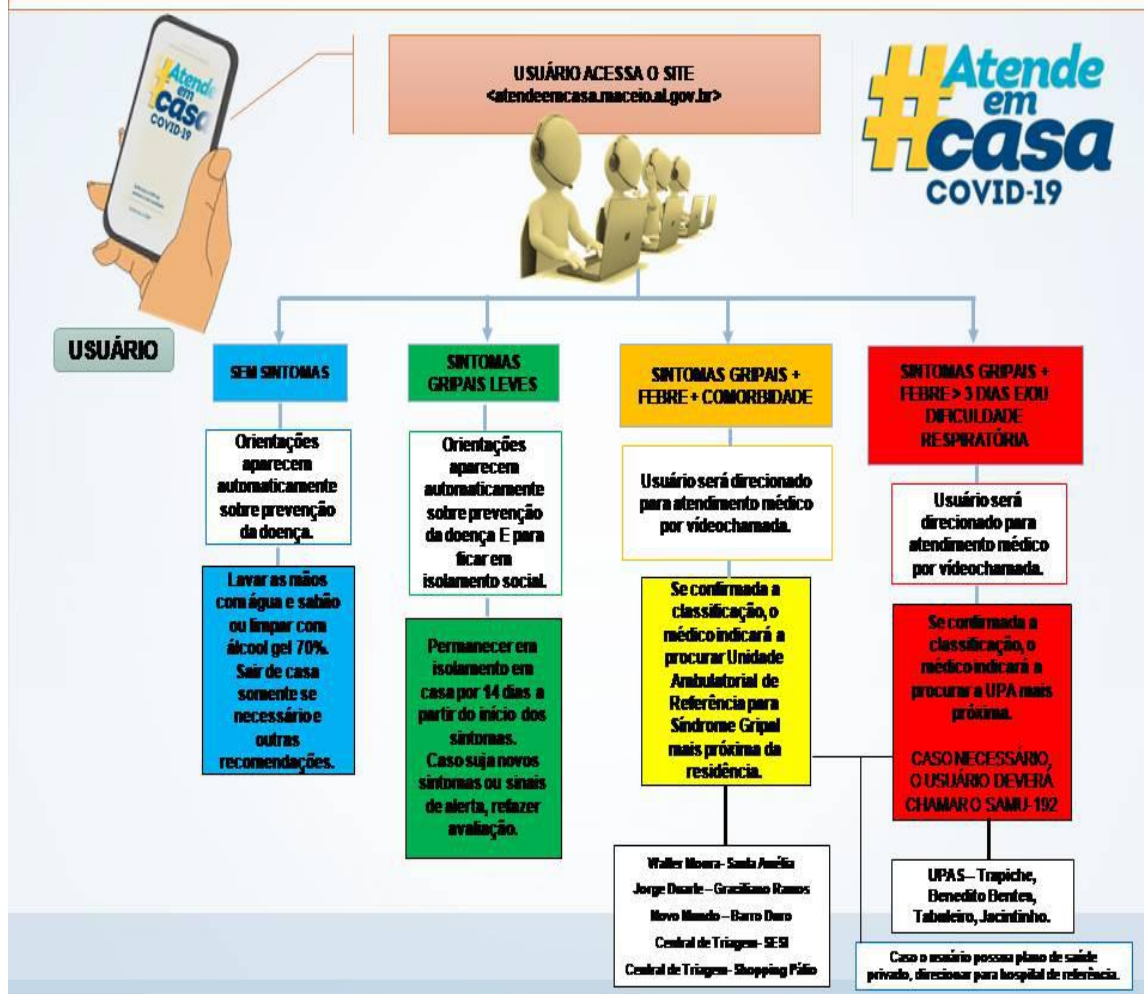 #Atende
em
casa
COVID-19
USUÁRIO ACESSA O SITE
<atendeemcasa.maceio.al.gov.br>
#Atende
em
casa
COVID-19
USUÁRIO
SEM SINTOMAS
Orientações
aparecem
automaticamente
sobre prevenção
da doença.
Lavar as mãos
com água e sabão
ou limpar com
álcool gel 70%.
Sair de casa
somente se
necessário e
outras
recomendações.
SINTOMAS
GRIPAIS LEVES
Orientações
aparecem
automaticamente
sobre prevenção
da doença E para
ficar em
isolamento social.
Permanecer em
isolamento em
casa por 14 dias a
partir do início dos
sintomas.
Caso suja novos
sintomas ou sinais
de alerta, refazer
avaliação.
SINTOMAS GRIPAIS +
FEBRE + COMORBIDADE
Usuário será direcionado
para atendimento médico
por vídeochamada.
Se confirmada a
classificação, o
médico indicará a
procurar Unidade
Ambulatorial de
Referência para
Síndrome Gripal
mais próxima da
residência.
Walter Moura- Santa Amélia
Jorge Duarte – Graciliano Ramos
Novo Mundo – Barro Duro
Central de Triagem- SESI
Central de Triagem- Shopping Pátio
SINTOMAS GRIPAIS +
FEBRE > 3 DIAS E/OU
DIFICULDADE
RESPIRATÓRIA
Usuário será
direcionado para
atendimento médico
por vídeochamada.
Se confirmada a
classificação, o
médico indicará a
procurar a UPA mais
próxima.
CASO NECESSÁRIO,
O USUÁRIO DEVERÁ
CHAMAR O SAMU-192
UPAS – Trapiche,
Benedito Bentes,
Tabuleiro, Jacintinho.
Caso o usuário possua plano de saúde
privado, direcionar para hospital de referência.